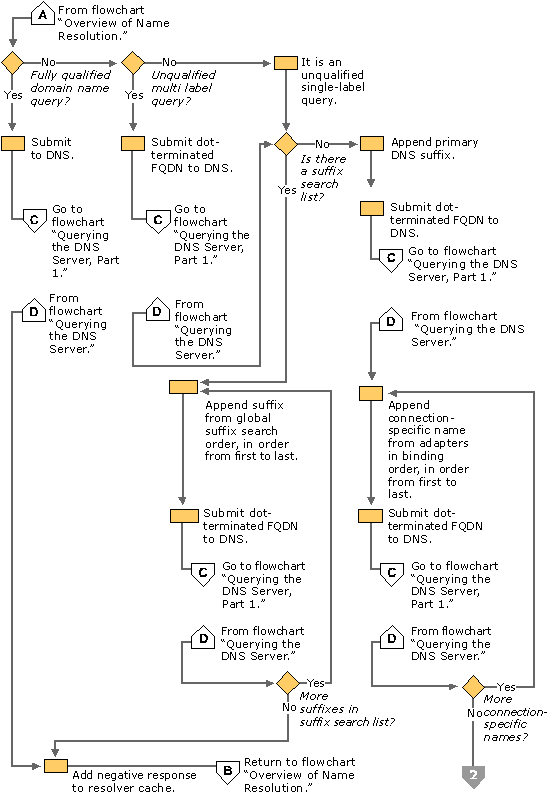 A
From flowchart
“Overview of Name
Resolution.”
No
Fully qualified
domain name
query?
Yes
No
Unqualified
multi label
query?
Yes
It is an
unqualified
single-label
query.
Submit
to DNS.
Submit dot-
terminated
FQDN to DNS.
No
Is there
a suffix
search
list?
Yes
Append primary
DNS suffix.
C
Go to
flowchart
“Querying
the DNS
Server, Part
1.”
C
Go to
flowchart
“Querying
the DNS
Server, Part
1.”
Submit dot-
terminated FQDN to
DNS.
C
Go to flowchart
“Querying the DNS
Server, Part 1.”
D
From
flowchart
“Querying
the DNS
Server.”
D
From
flowchart
“Querying
the DNS
Server.”
D
From flowchart
“Querying the DNS
Server.”
Append suffix
from global
suffix search
order, in order
from first to last.
Append
connection-
specific name
from adapters
in binding
order, in order
from first to
last.
Submit dot-
terminated FQDN
to DNS.
Submit dot-
terminated FQDN
to DNS.
C
Go to flowchart
“Querying the
DNS Server,
Part 1.”
C
Go to flowchart
“Querying the
DNS Server,
Part 1.”
D
From flowchart
“Querying the
DNS Server.”
D
From flowchart
“Querying the
DNS Server.”
Yes
No
More
suffixes in
suffix search list?
Yes
No
More
connection-
specific
names?
Add negative response
to resolver cache.
B
Return to flowchart
“Overview of Name
Resolution.”
2